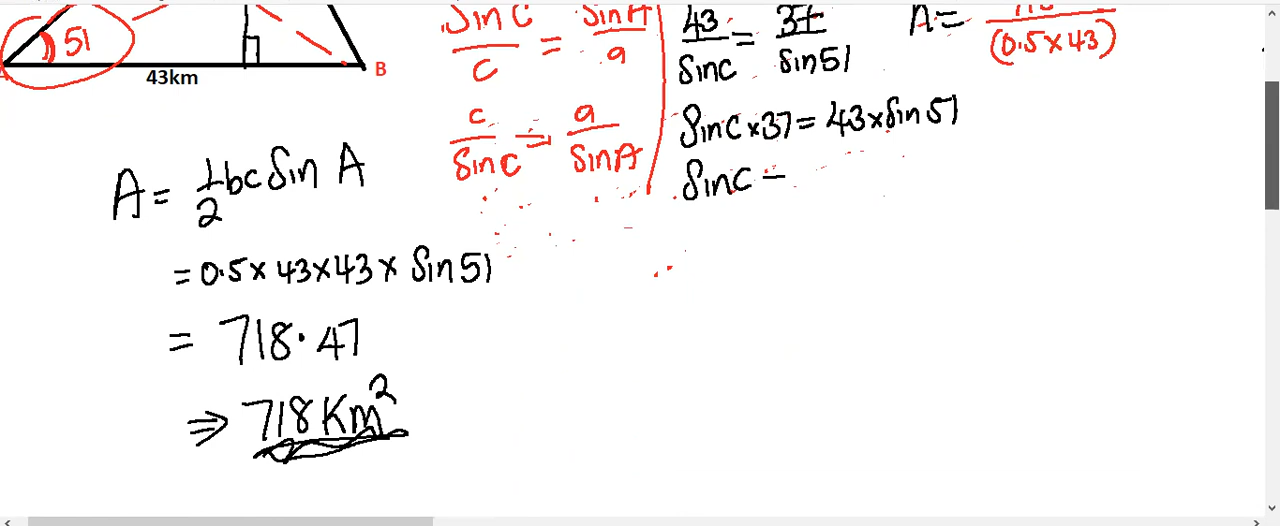 51
B
43km
A = 1/2 bc Sin A
= 0.5 x 43 x 43 x Sin 51
= 718.47
⇒ 718 Km²
Sin C / c = Sin A / a
c / Sin C = a / Sin A
43 / Sin C = 37 / Sin 51
Sin C x 37 = 43 x Sin 51
Sin C =
A = / (0.5 x 43)